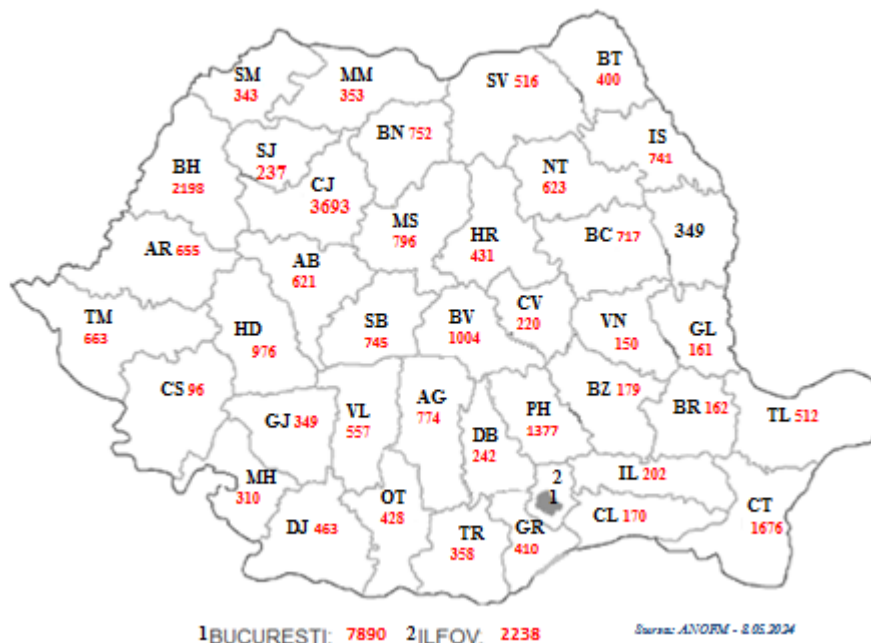 BT
400
SM
343
MM
353
SV 516
BN 752
IS
741
SJ
237
NT
623
BH
2198
CJ
3693
MS
796
HR
431
BC 717
349
AR 655
AB
621
TM
663
HD
976
SB
745
BV
1004
CV
220
VN
150
GL
161
CS 96
GJ 349
VL
557
AG
774
DB
242
PH
1377
BZ 179
BR 162
TL 512
MH
310
OT
428
2
1
IL 202
DJ 463
TR
358
GR
410
CL 170
CT
1676
1 BUCURESTI: 7890 2 ILFOV: 2238
Sursa: ANOFM - 8.05.2024